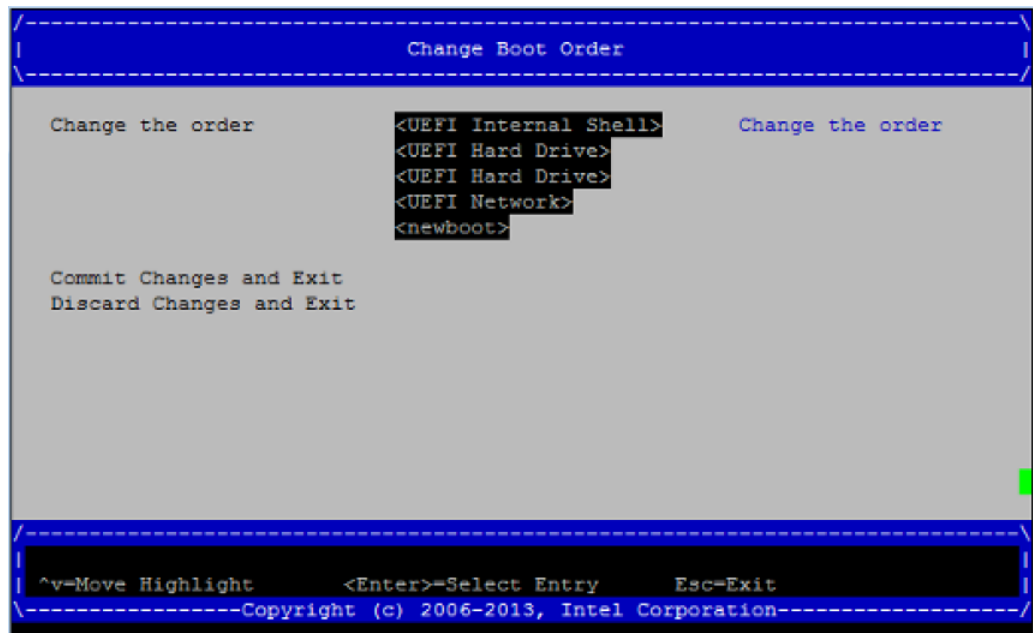 /------------------------------------------------------------------------------\
| Change Boot Order |
\------------------------------------------------------------------------------/
Change the order <UEFI Internal Shell> Change the order
<UEFI Hard Drive>
<UEFI Hard Drive>
<UEFI Network>
<newboot>
Commit Changes and Exit
Discard Changes and Exit
/------------------------------------------------------------------------------\
| |
| ^v=Move Highlight <Enter>=Select Entry Esc=Exit |
\-----------------Copyright (c) 2006-2013, Intel Corporation-------------------/